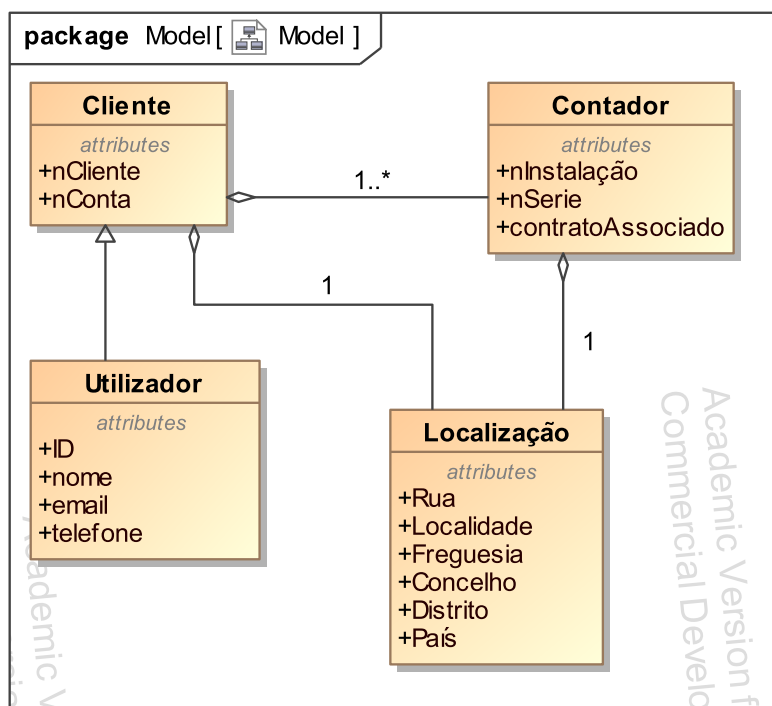 package Model [ Model ]
Cliente
attributes
+nCliente
+nConta
1..*
Contador
attributes
+nInstalação
+nSerie
+contratoAssociado
1
1
Utilizador
attributes
+ID
+nome
+email
+telefone
Localização
attributes
+Rua
+Localidade
+Freguesia
+Concelho
+Distrito
+País
Academic Version f
Commercial Develo
Academic V